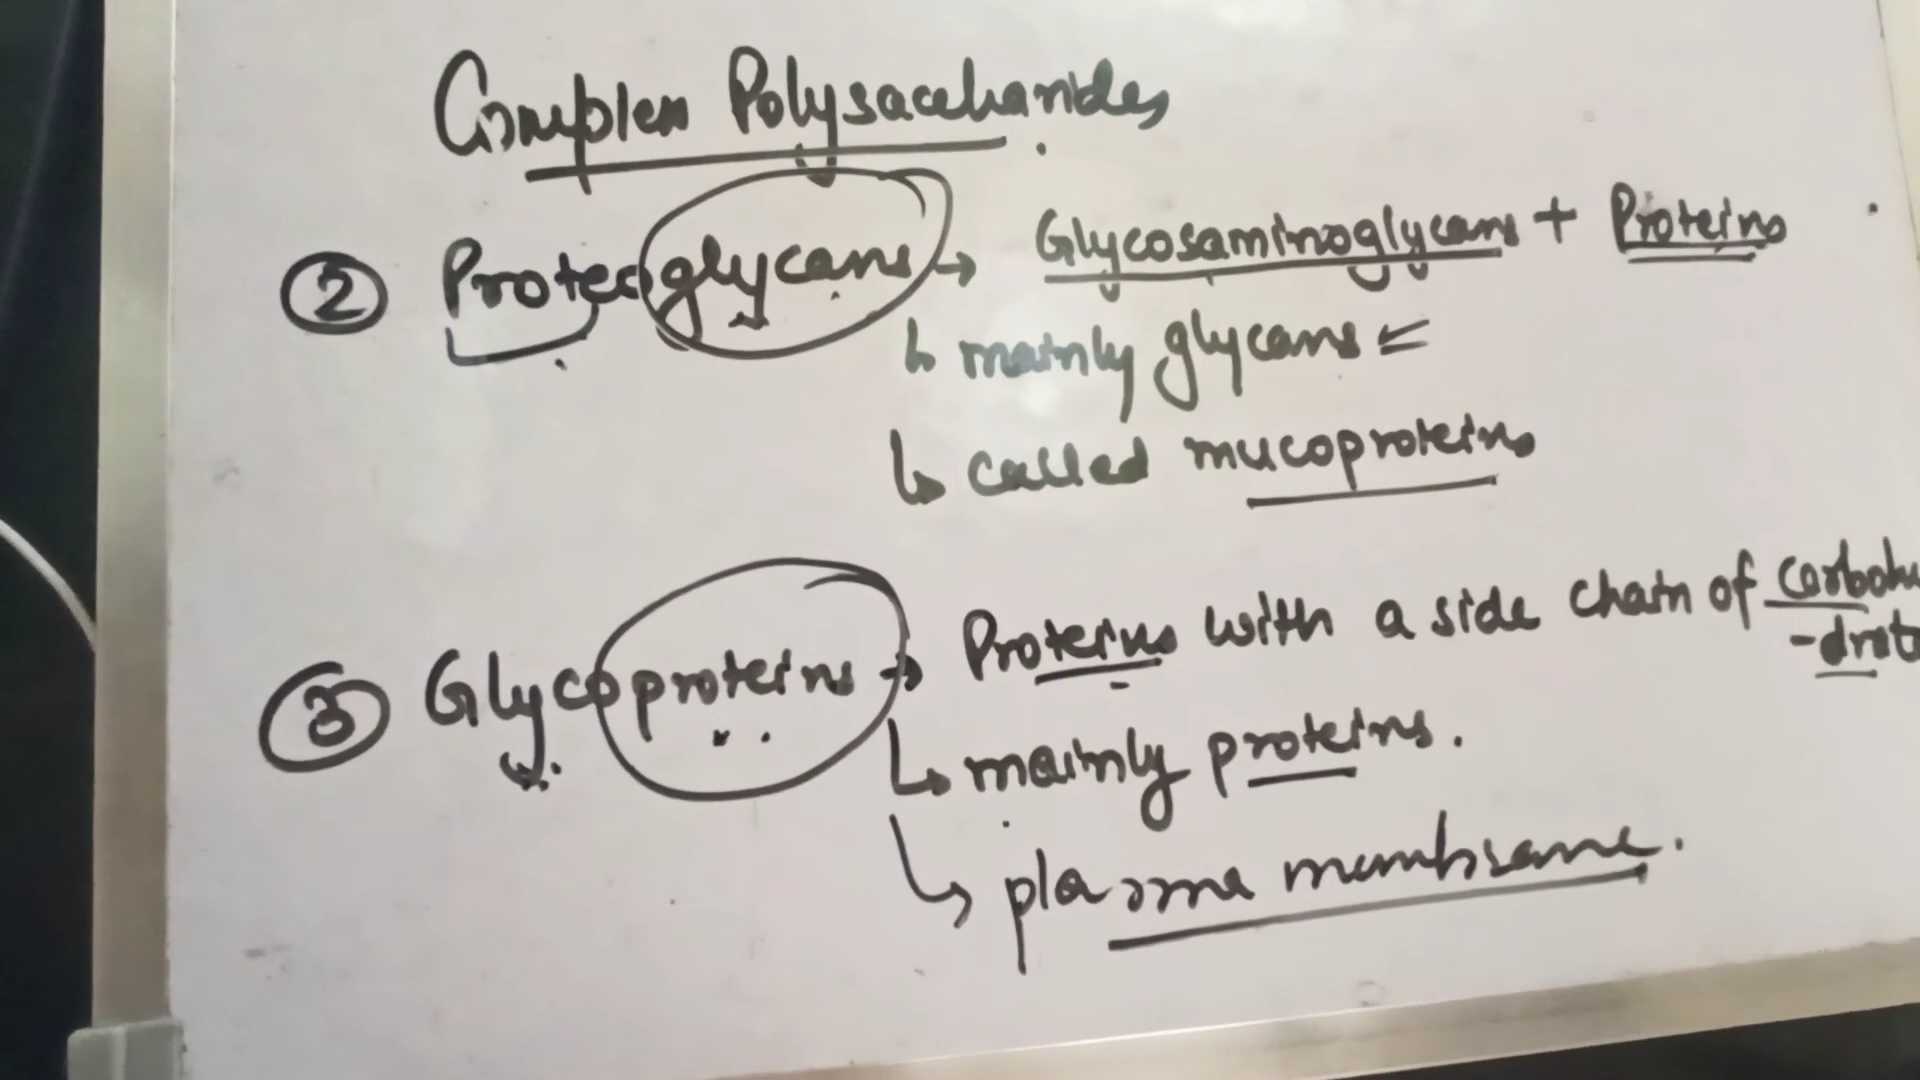 Complex Polysaccharides
② Proteoglycans → Glycosaminoglycans + Proteins
↳ mainly glycans
↳ called mucoproteins
③ Glycoproteins → Proteins with a side chain of carbohy
-drat
↳ mainly proteins.
↳ plasma membrane.